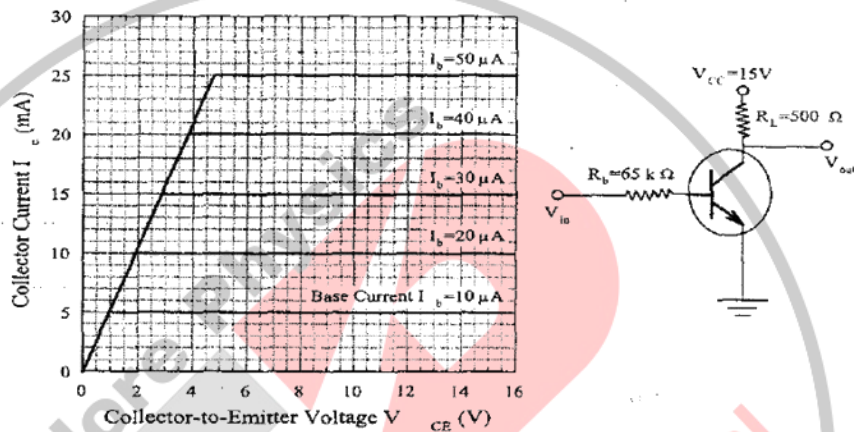 30
25
20
15
10
5
0
Collector Current I c (mA)
I b=50 μA
I b=40 μA
I b=30 μA
I b=20 μA
Base Current I b=10 μA
0 2 4 6 8 10 12 14 16
Collector-to-Emitter Voltage V CE (V)
V CC=15V
R L=500 Ω
V out
R b=65 k Ω
V in
lore Physics